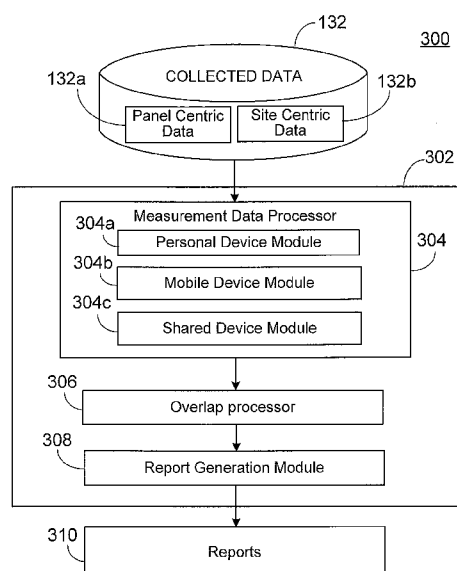 132
300
COLLECTED DATA
132a
132b
Panel Centric
Data
Site Centric
Data
302
Measurement Data Processor
304a
Personal Device Module
304
304b
Mobile Device Module
304c
Shared Device Module
306
Overlap processor
308
Report Generation Module
310
Reports